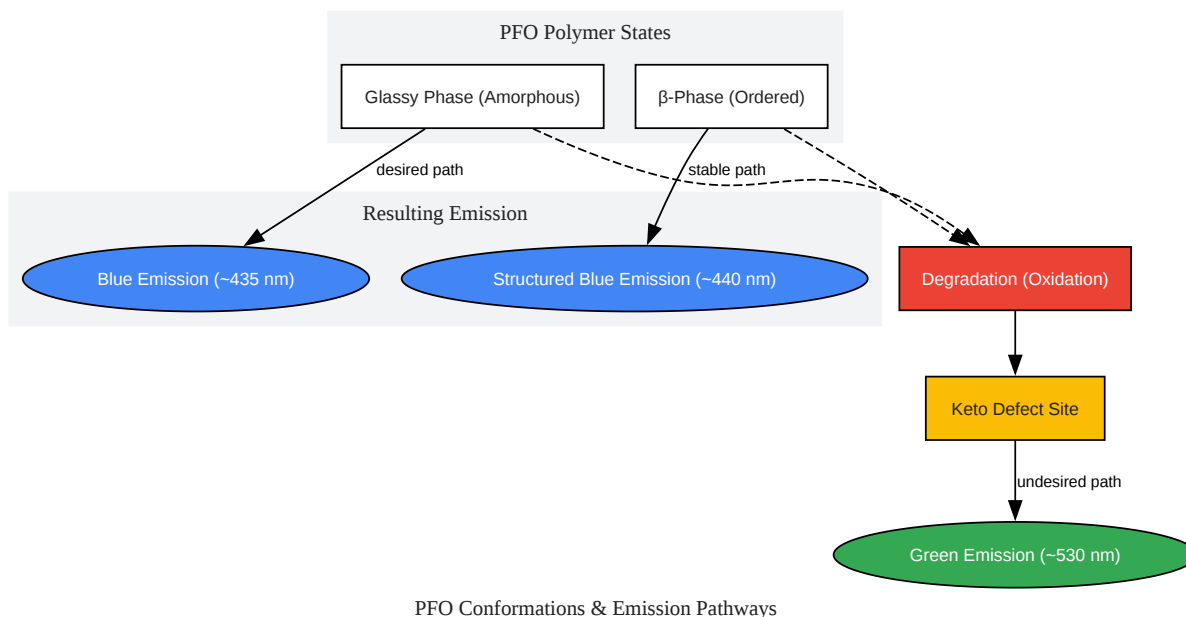 PFO Polymer States
Glassy Phase (Amorphous)
β-Phase (Ordered)
desired path
stable path
Resulting Emission
Blue Emission (~435 nm)
Structured Blue Emission (~440 nm)
Degradation (Oxidation)
Keto Defect Site
undesired path
Green Emission (~530 nm)
PFO Conformations & Emission Pathways